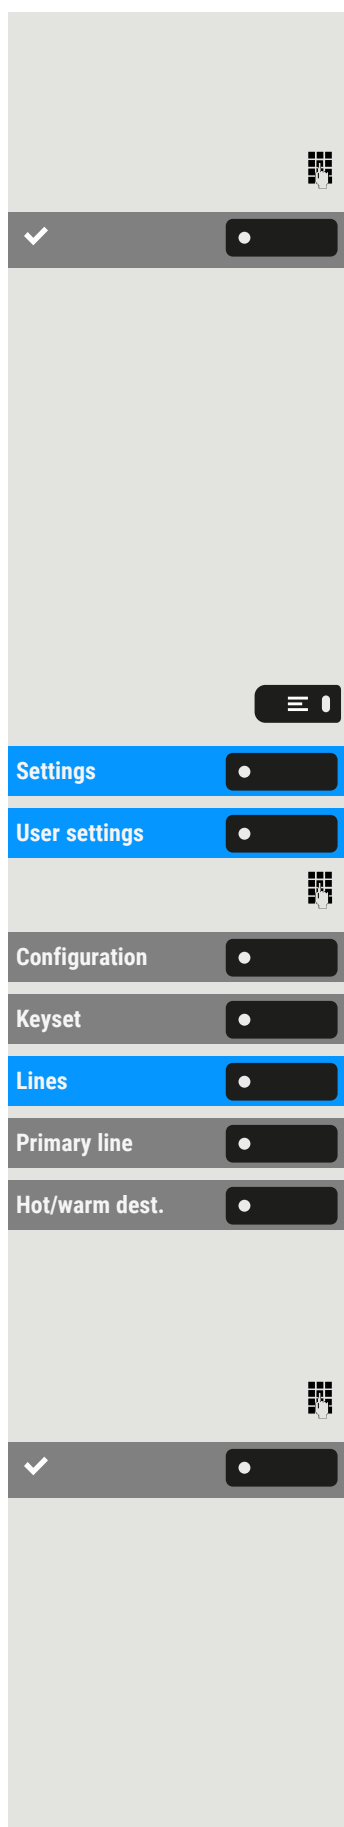 Settings
User settings
Configuration
Keyset
Lines
Primary line
Hot/warm dest.